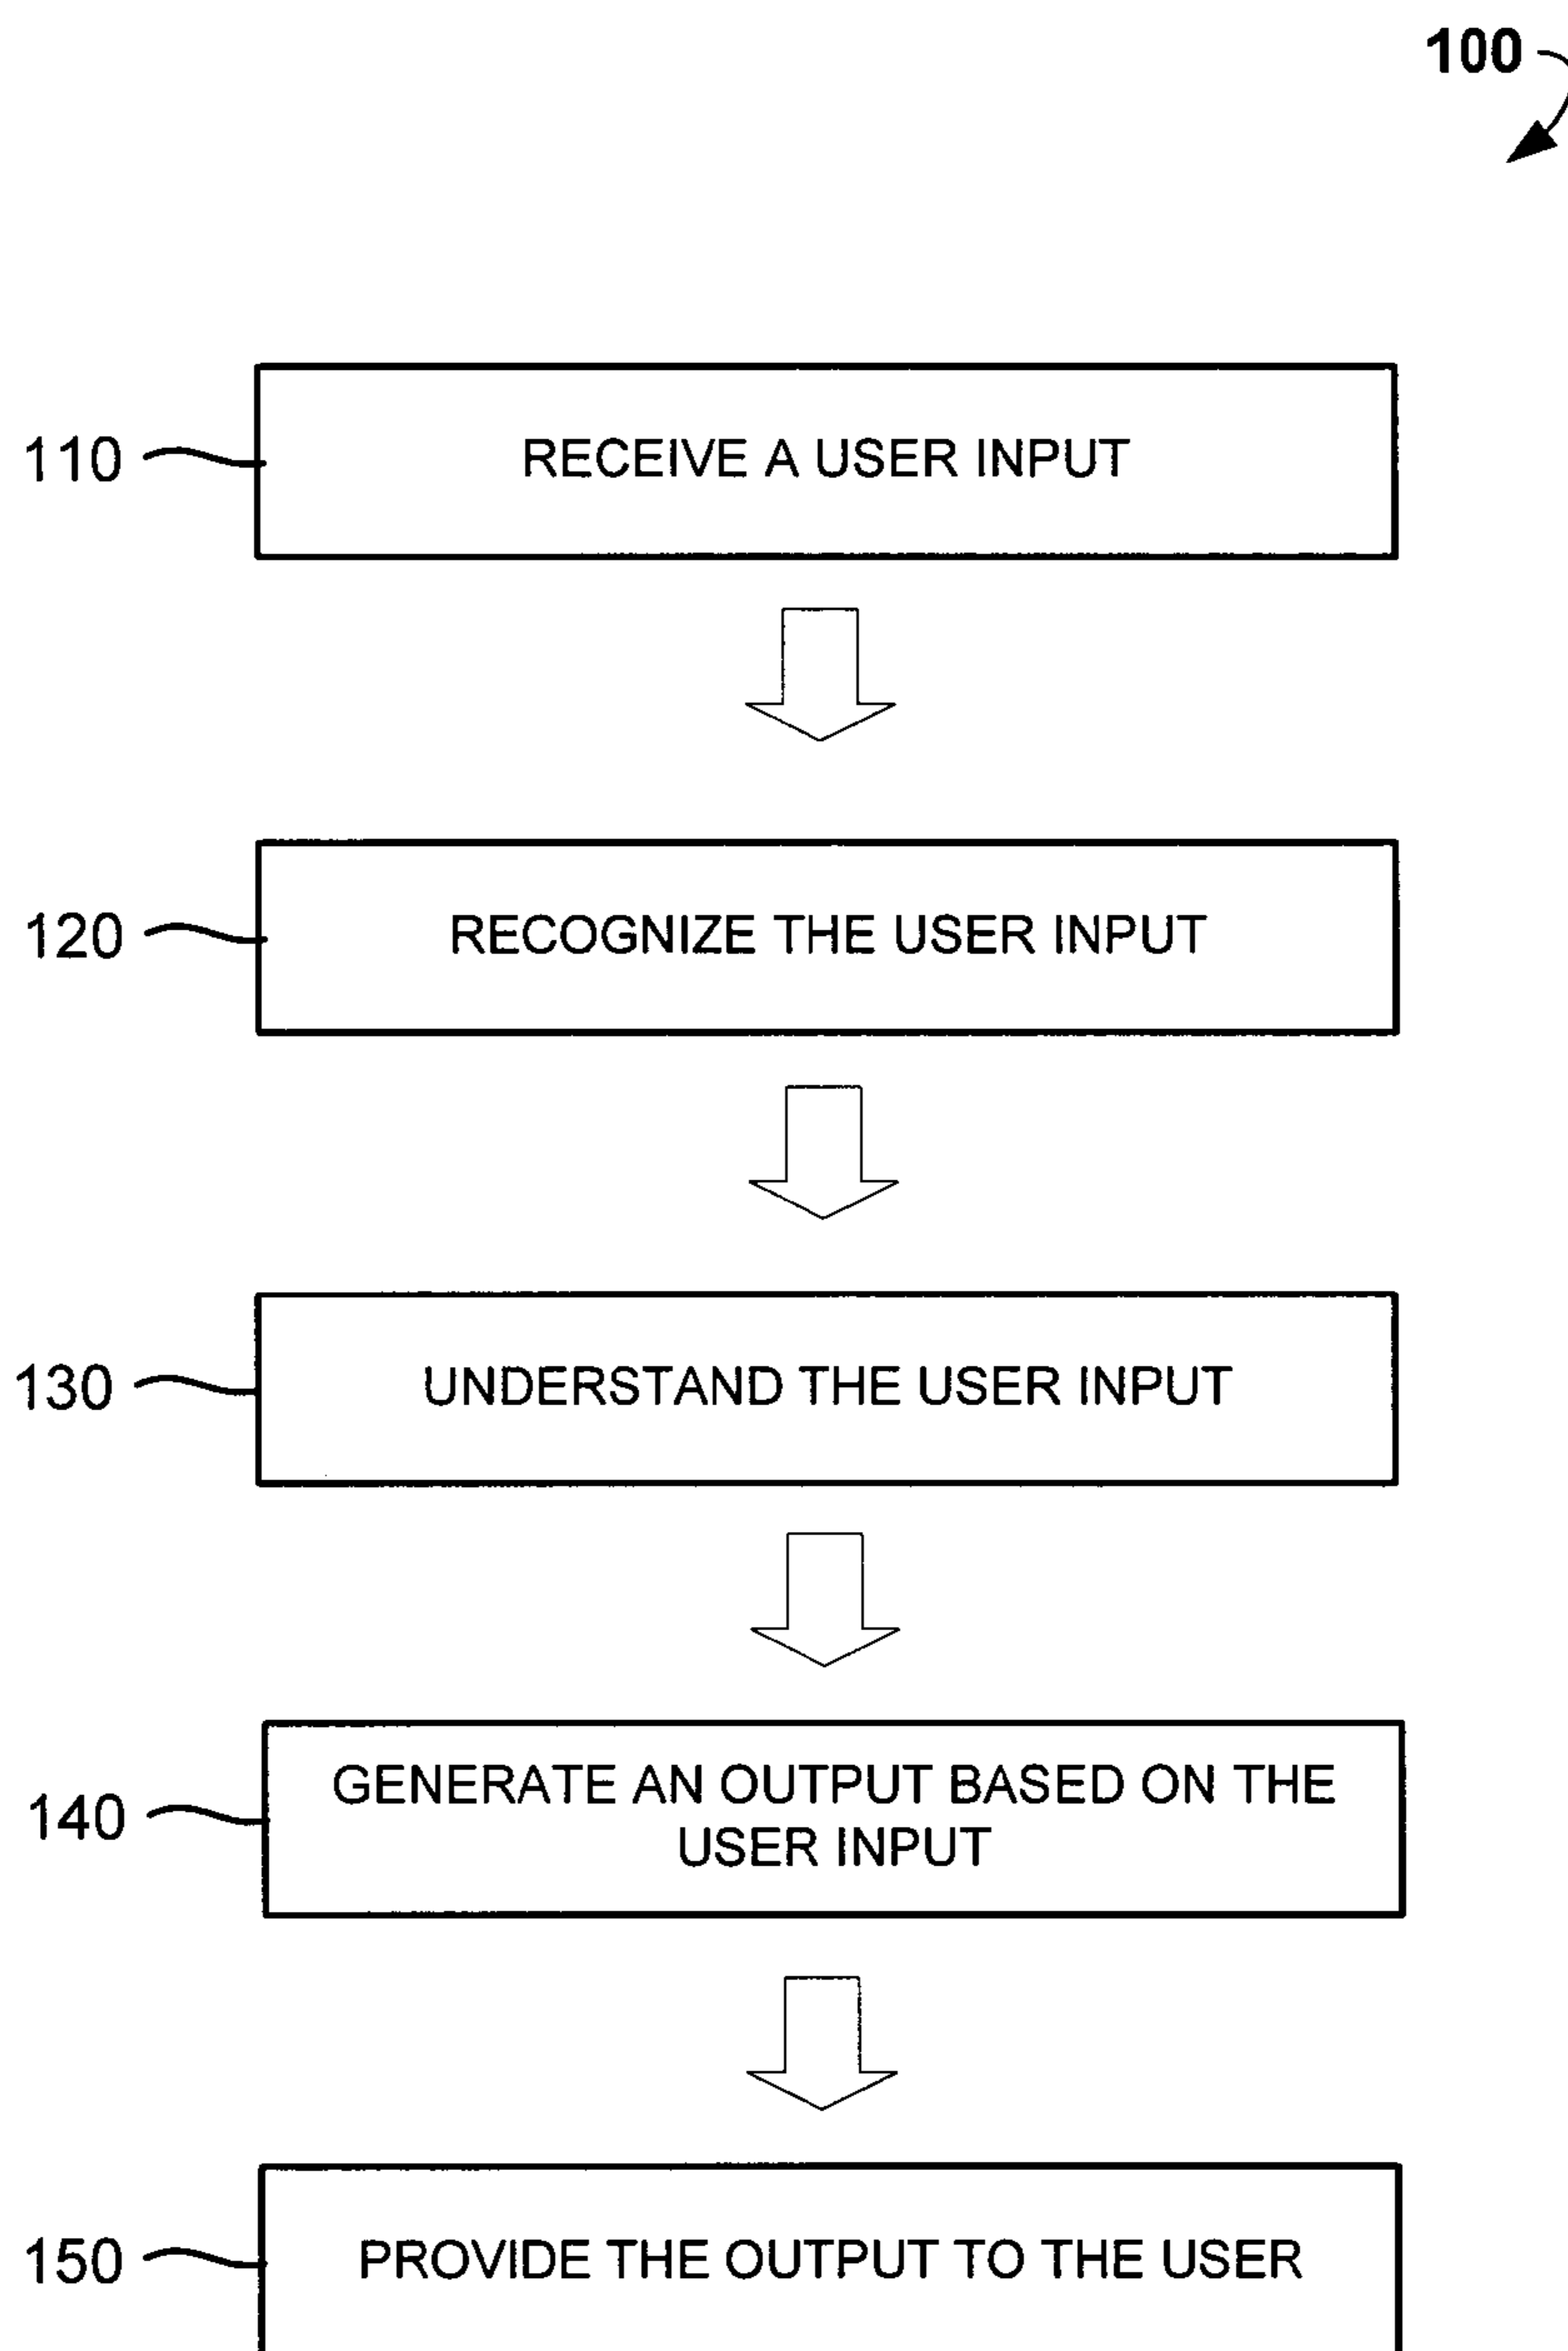 100
110
RECEIVE A USER INPUT
120
RECOGNIZE THE USER INPUT
130
UNDERSTAND THE USER INPUT
140
GENERATE AN OUTPUT BASED ON THE
USER INPUT
150
PROVIDE THE OUTPUT TO THE USER